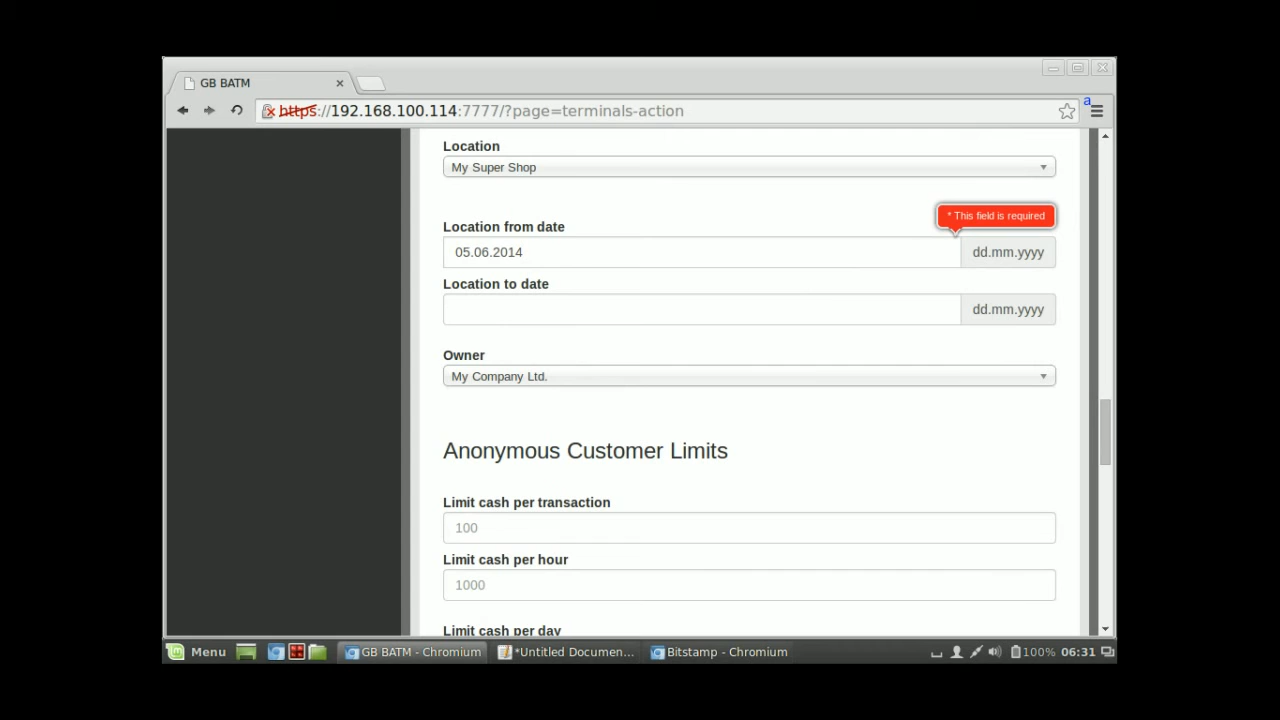 GB BATM
https://192.168.100.114:7777/?page=terminals-action
a
Location
My Super Shop
* This field is required
Location from date
05.06.2014 dd.mm.yyyy
Location to date
dd.mm.yyyy
Owner
My Company Ltd.
Anonymous Customer Limits
Limit cash per transaction
100
Limit cash per hour
1000
Limit cash per day
Menu GB BATM - Chromium *Untitled Documen... Bitstamp - Chromium 100% 06:31